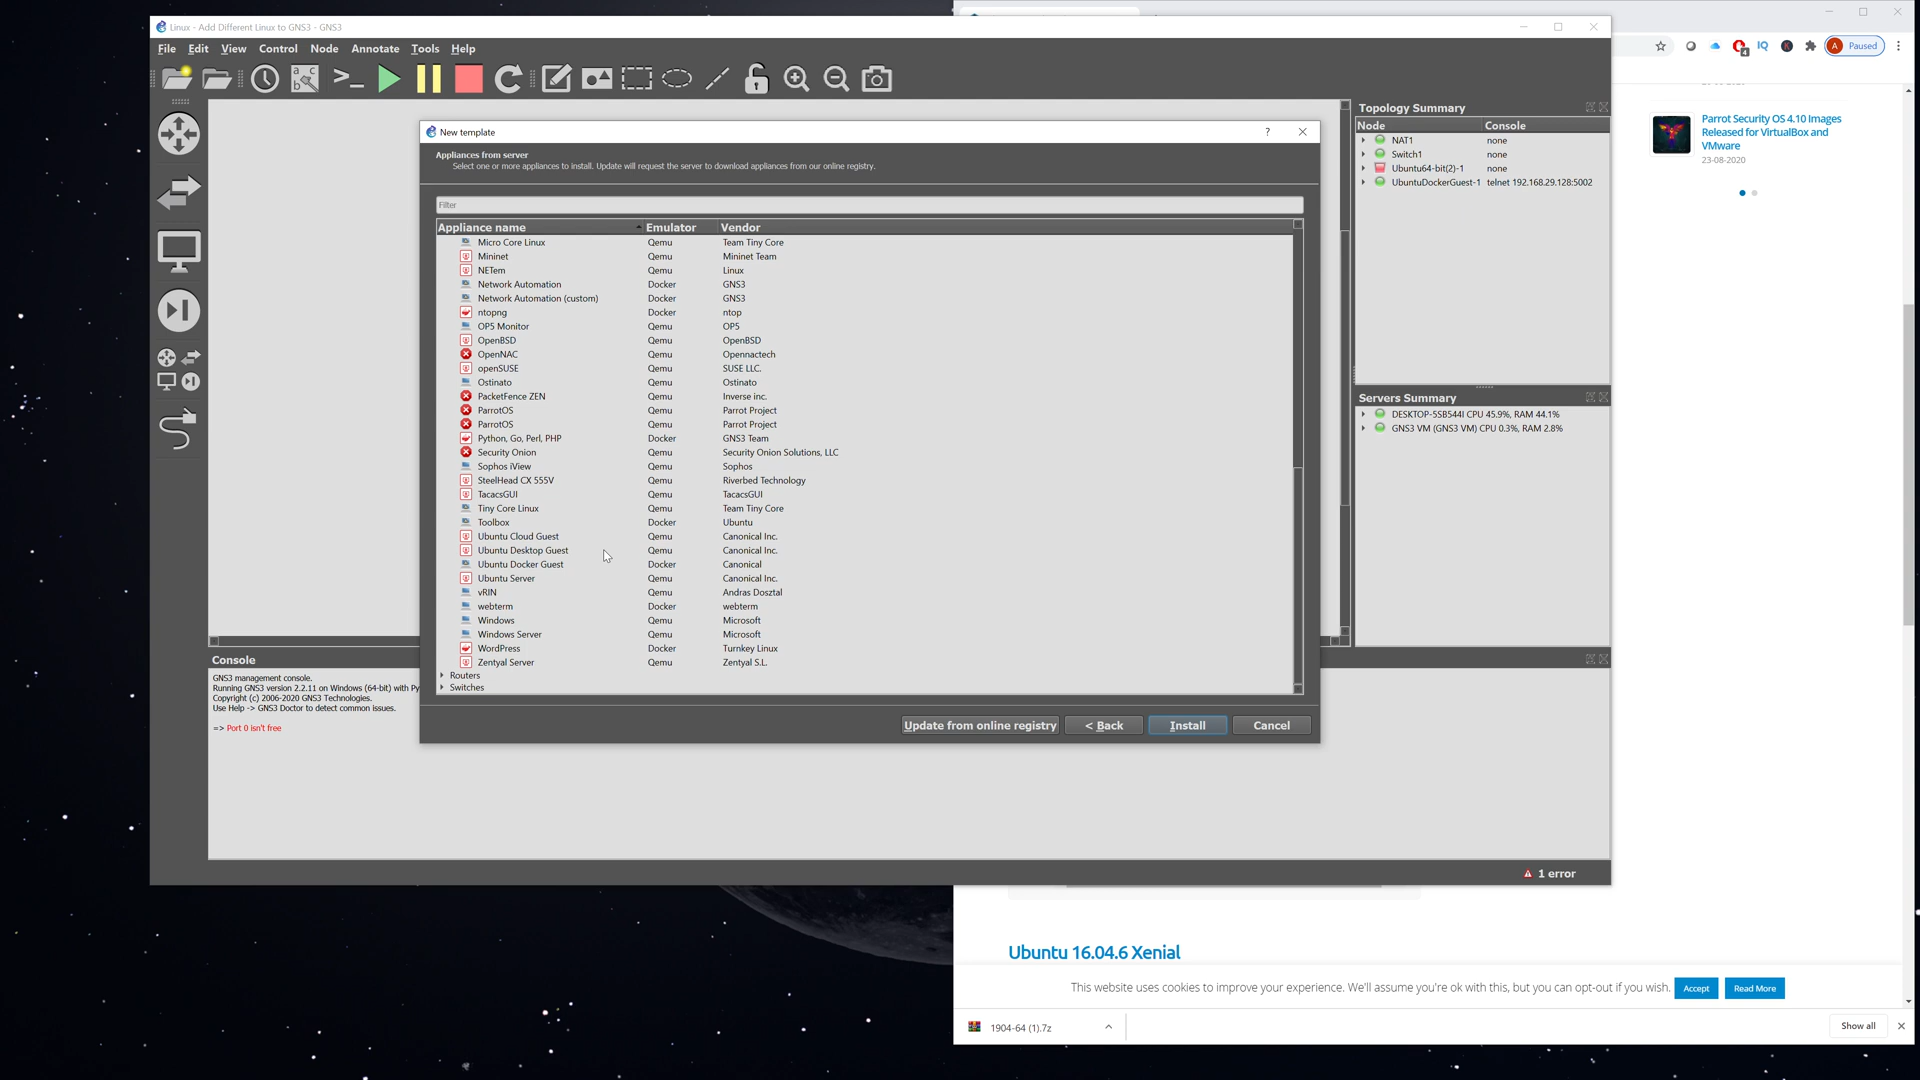 Linux - Add Different Linux to GNS3 - GNS3
File Edit View Control Node Annotate Tools Help
A Paused
Topology Summary
Node Console
NAT1 none
Switch1 none
Ubuntu64-bit(2)-1 none
UbuntuDockerGuest-1 telnet 192.168.29.128:5002
Parrot Security OS 4.10 Images
Released for VirtualBox and
VMware
23-08-2020
New template
Appliances from server
Select one or more appliances to install. Update will request the server to download appliances from our online registry.
Filter
Appliance name Emulator Vendor
Micro Core Linux Qemu Team Tiny Core
Mininet Qemu Mininet Team
NETem Qemu Linux
Network Automation Docker GNS3
Network Automation (custom) Docker GNS3
ntopng Docker ntop
OP5 Monitor Qemu OP5
OpenBSD Qemu OpenBSD
OpenNAC Qemu Opennactech
openSUSE Qemu SUSE LLC.
Ostinato Qemu Ostinato
PacketFence ZEN Qemu Inverse inc.
ParrotOS Qemu Parrot Project
ParrotOS Qemu Parrot Project
Python, Go, Perl, PHP Docker GNS3 Team
Security Onion Qemu Security Onion Solutions, LLC
Sophos iView Qemu Sophos
SteelHead CX 555V Qemu Riverbed Technology
TacacsGUI Qemu TacacsGUI
Tiny Core Linux Qemu Team Tiny Core
Toolbox Docker Ubuntu
Ubuntu Cloud Guest Qemu Canonical Inc.
Ubuntu Desktop Guest Qemu Canonical Inc.
Ubuntu Docker Guest Docker Canonical
Ubuntu Server Qemu Canonical Inc.
vRIN Qemu Andras Dosztal
webterm Docker webterm
Windows Qemu Microsoft
Windows Server Qemu Microsoft
WordPress Docker Turnkey Linux
Zentyal Server Qemu Zentyal S.L.
Routers
Switches
Update from online registry < Back Install Cancel
Servers Summary
DESKTOP-5SB544I CPU 45.9%, RAM 44.1%
GNS3 VM (GNS3 VM) CPU 0.3%, RAM 2.8%
Console
GNS3 management console.
Running GNS3 version 2.2.11 on Windows (64-bit) with Py
Copyright (c) 2006-2020 GNS3 Technologies.
Use Help -> GNS3 Doctor to detect common issues.
=> Port 0 isn't free
1 error
Ubuntu 16.04.6 Xenial
This website uses cookies to improve your experience. We'll assume you're ok with this, but you can opt-out if you wish. Accept Read More
1904-64 (1).7z
Show all